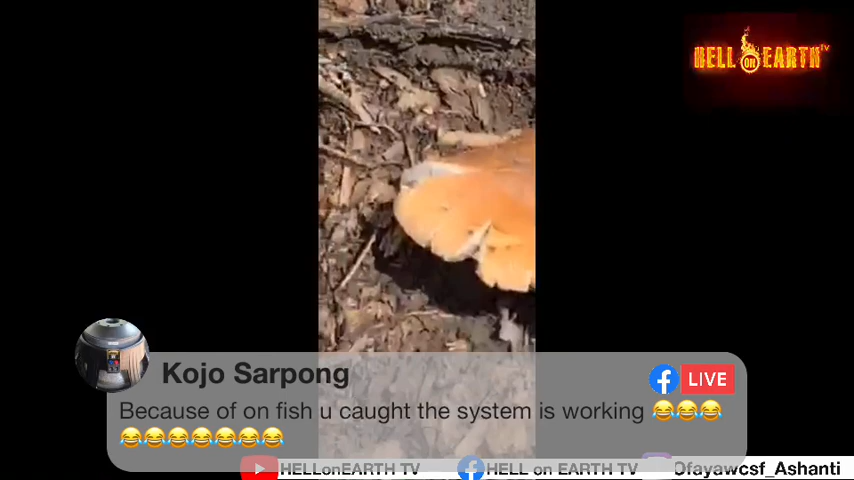 HELL ON EARTH TV
Kojo Sarpong
LIVE
Because of on fish u caught the system is working 😂😂😂
😂😂😂😂😂😂😂
HELLonEARTH TV HELL on EARTH TV Ofayawcsf_Ashanti